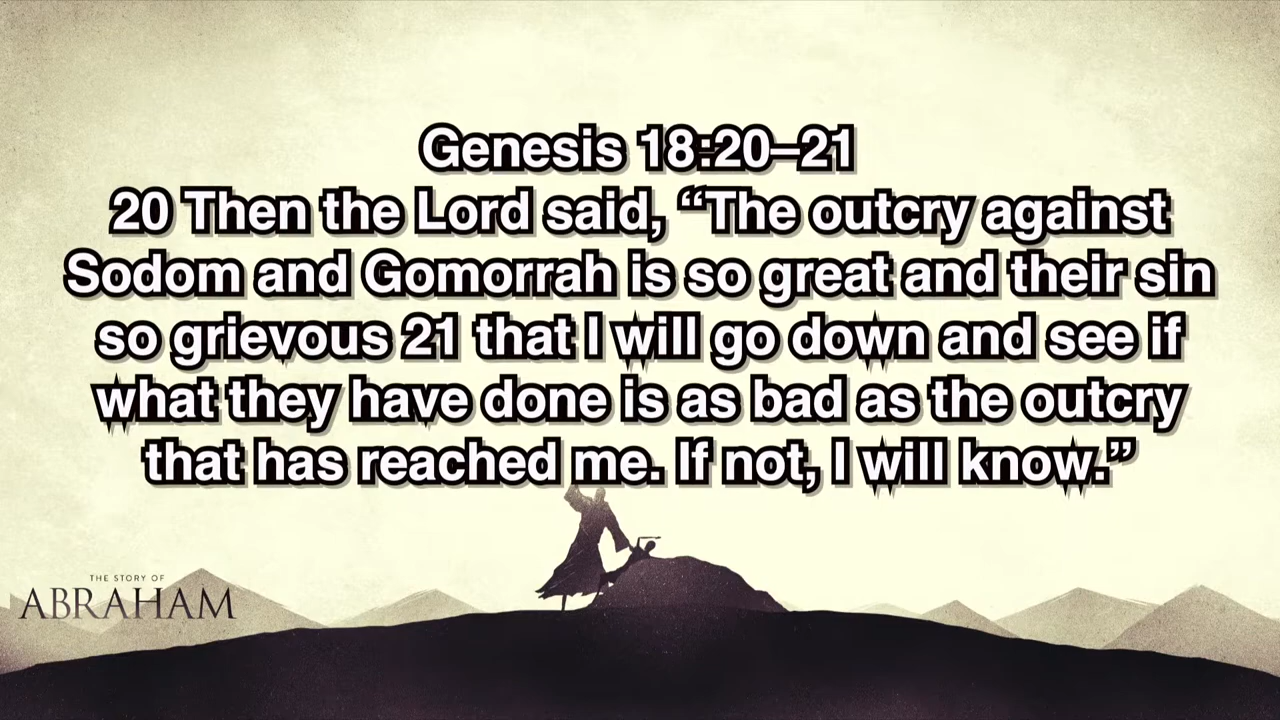 Genesis 18:20–21
20 Then the Lord said, “The outcry against
Sodom and Gomorrah is so great and their sin
so grievous 21 that I will go down and see if
what they have done is as bad as the outcry
that has reached me. If not, I will know.”
THE STORY OF
ABRAHAM